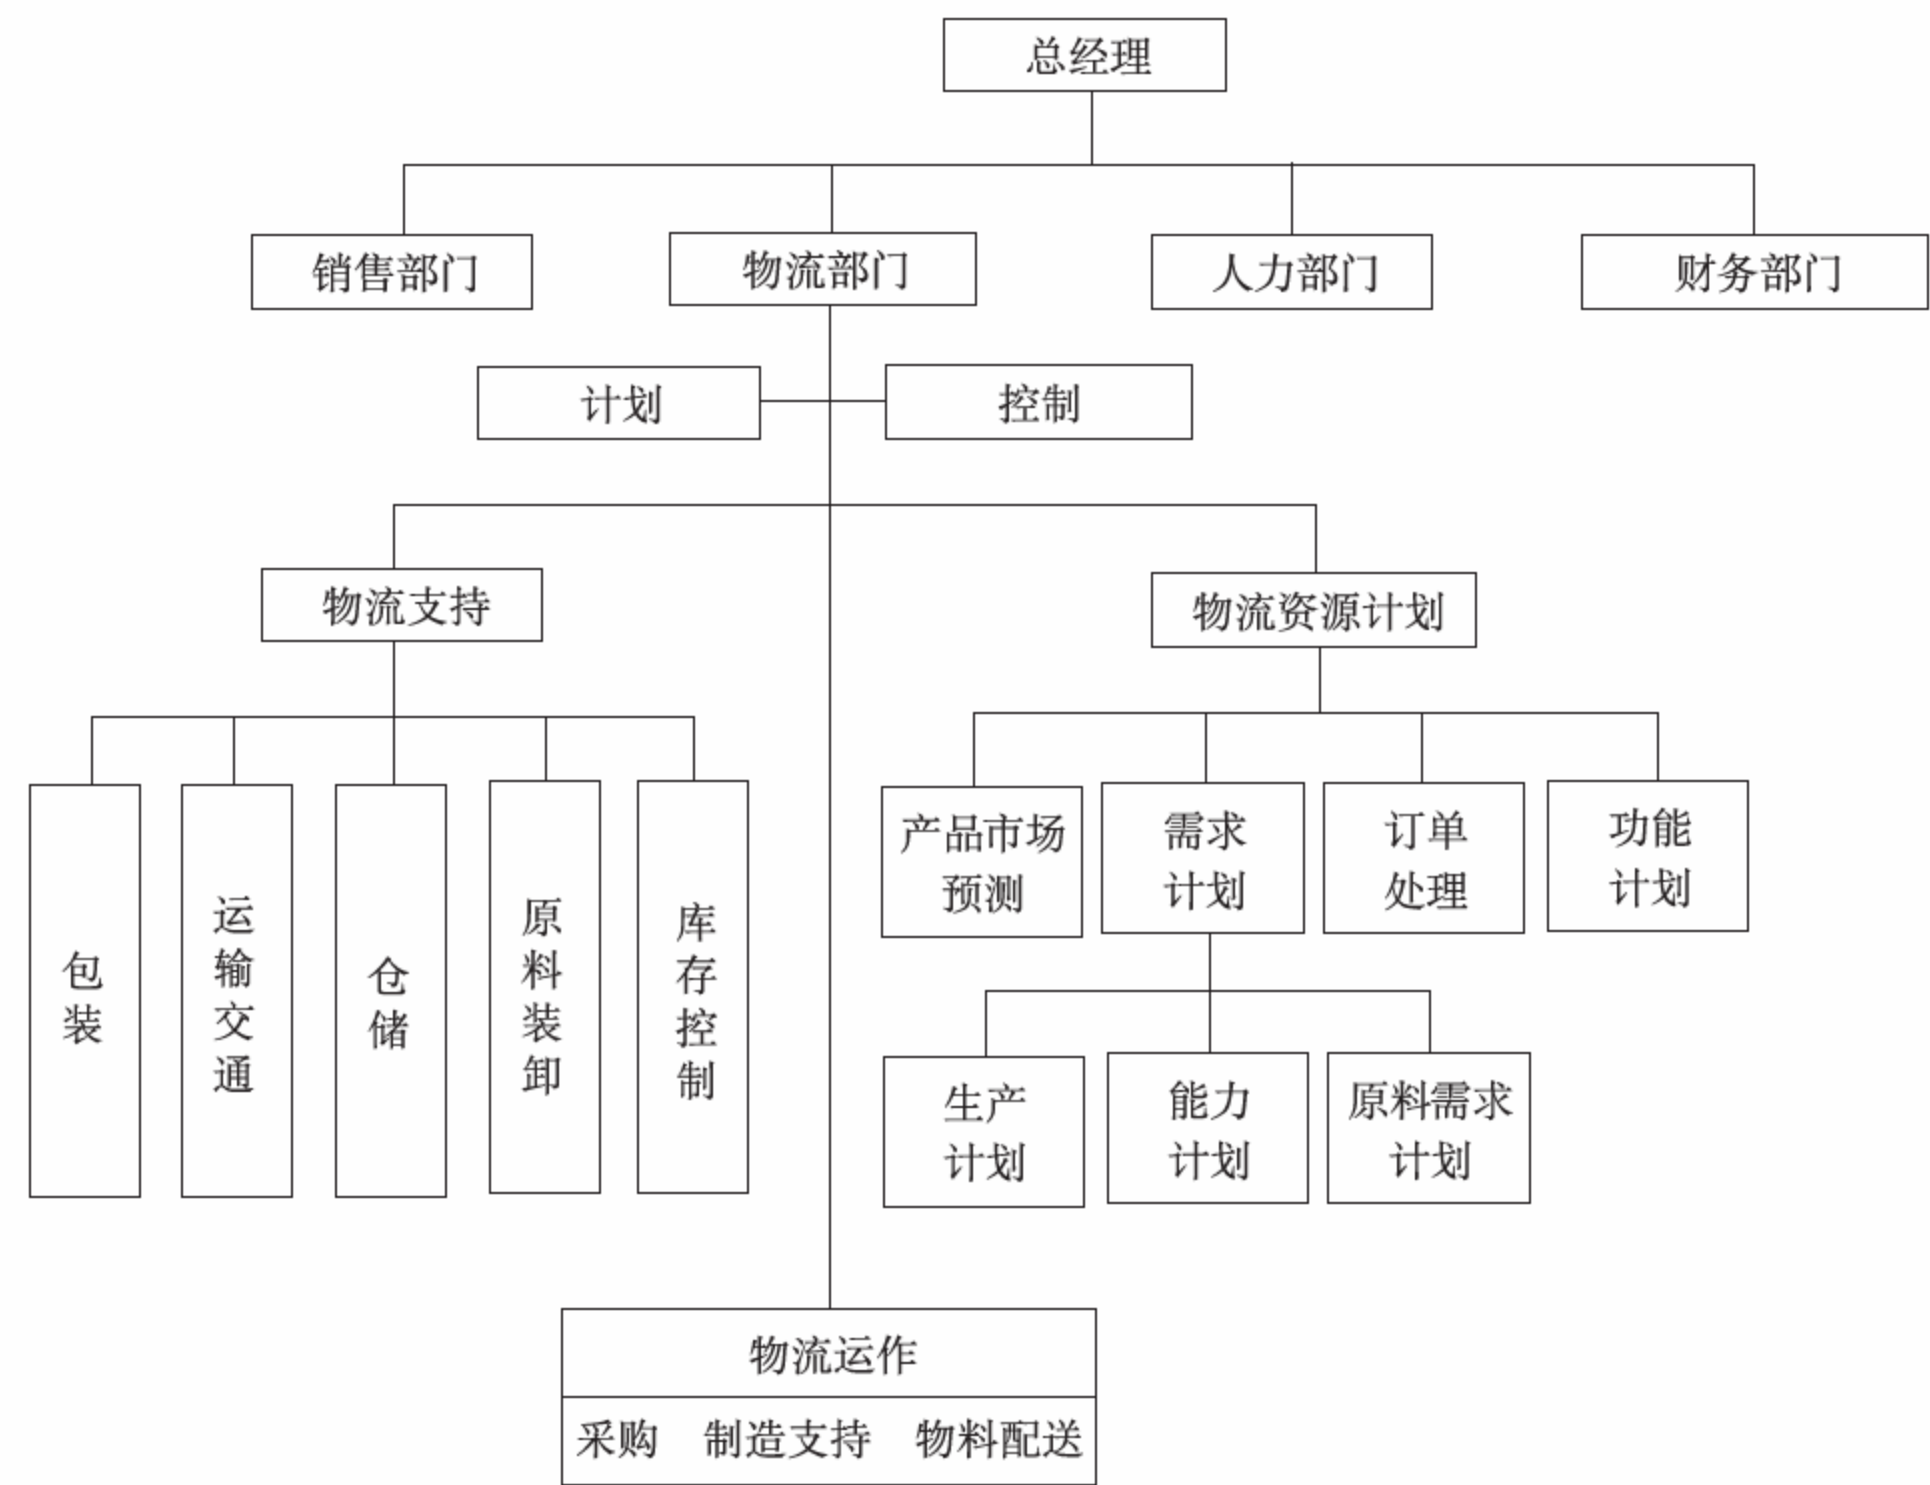 总经理
销售部门
物流部门
人力部门
财务部门
计划
控制
物流支持
物流资源计划
包装
运输交通
仓储
原料装卸
库存控制
产品市场
预测
需求
计划
订单
处理
功能
计划
生产
计划
能力
计划
原料需求
计划
物流运作
采购 制造支持 物料配送